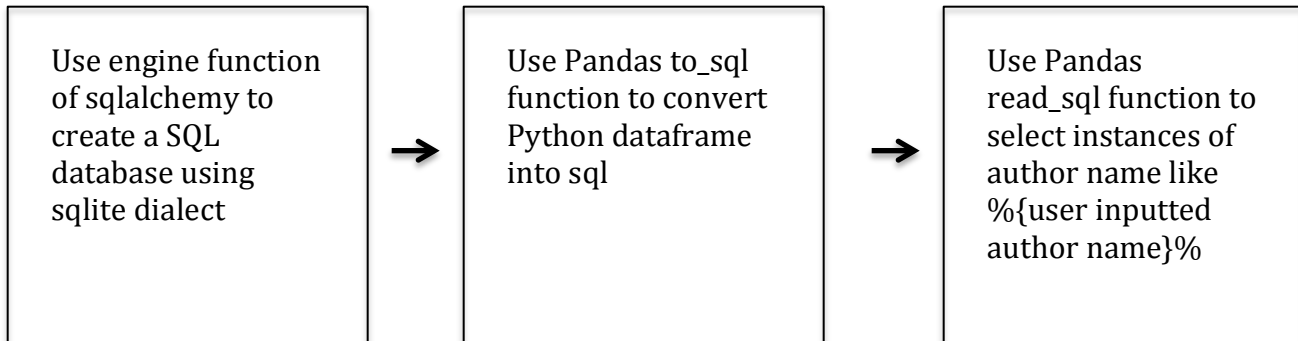 Use engine function
of sqlalchemy to
create a SQL
database using
sqlite dialect
Use Pandas to_sql
function to convert
Python dataframe
into sql
Use Pandas
read_sql function to
select instances of
author name like
%{user inputted
author name}%